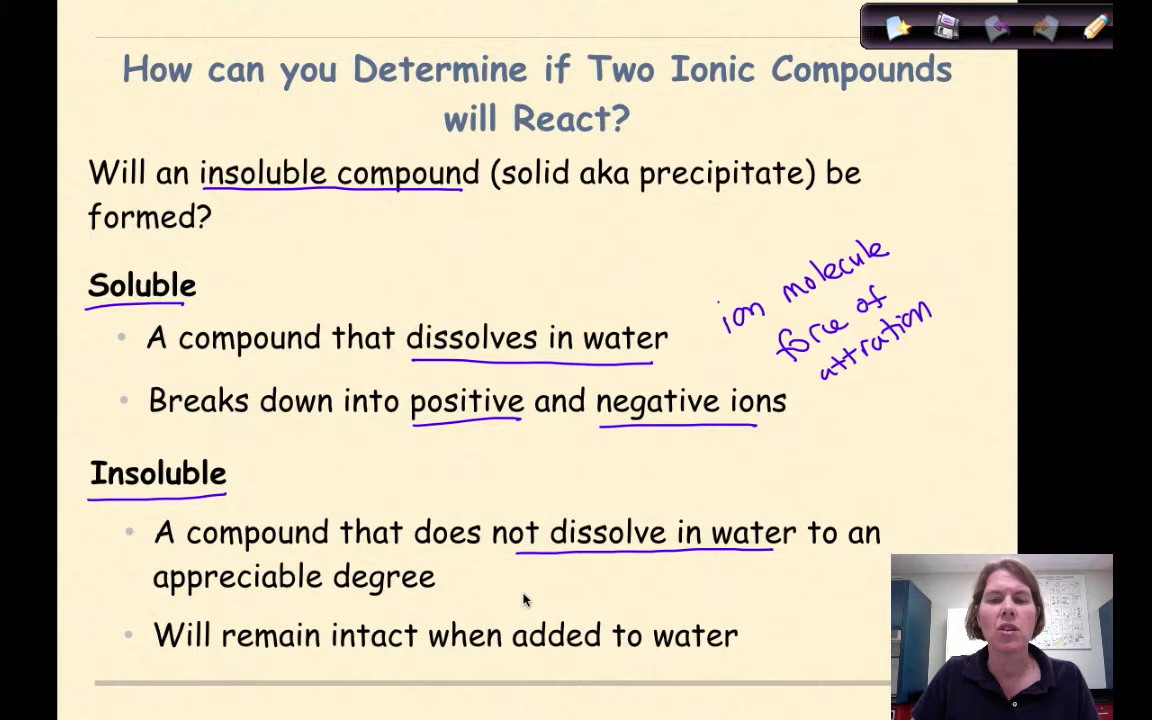 How can you Determine if Two Ionic Compounds
will React?
Will an insoluble compound (solid aka precipitate) be
formed?
Soluble
ion molecule
force of
attration
• A compound that dissolves in water
• Breaks down into positive and negative ions
Insoluble
• A compound that does not dissolve in water to an
appreciable degree
• Will remain intact when added to water